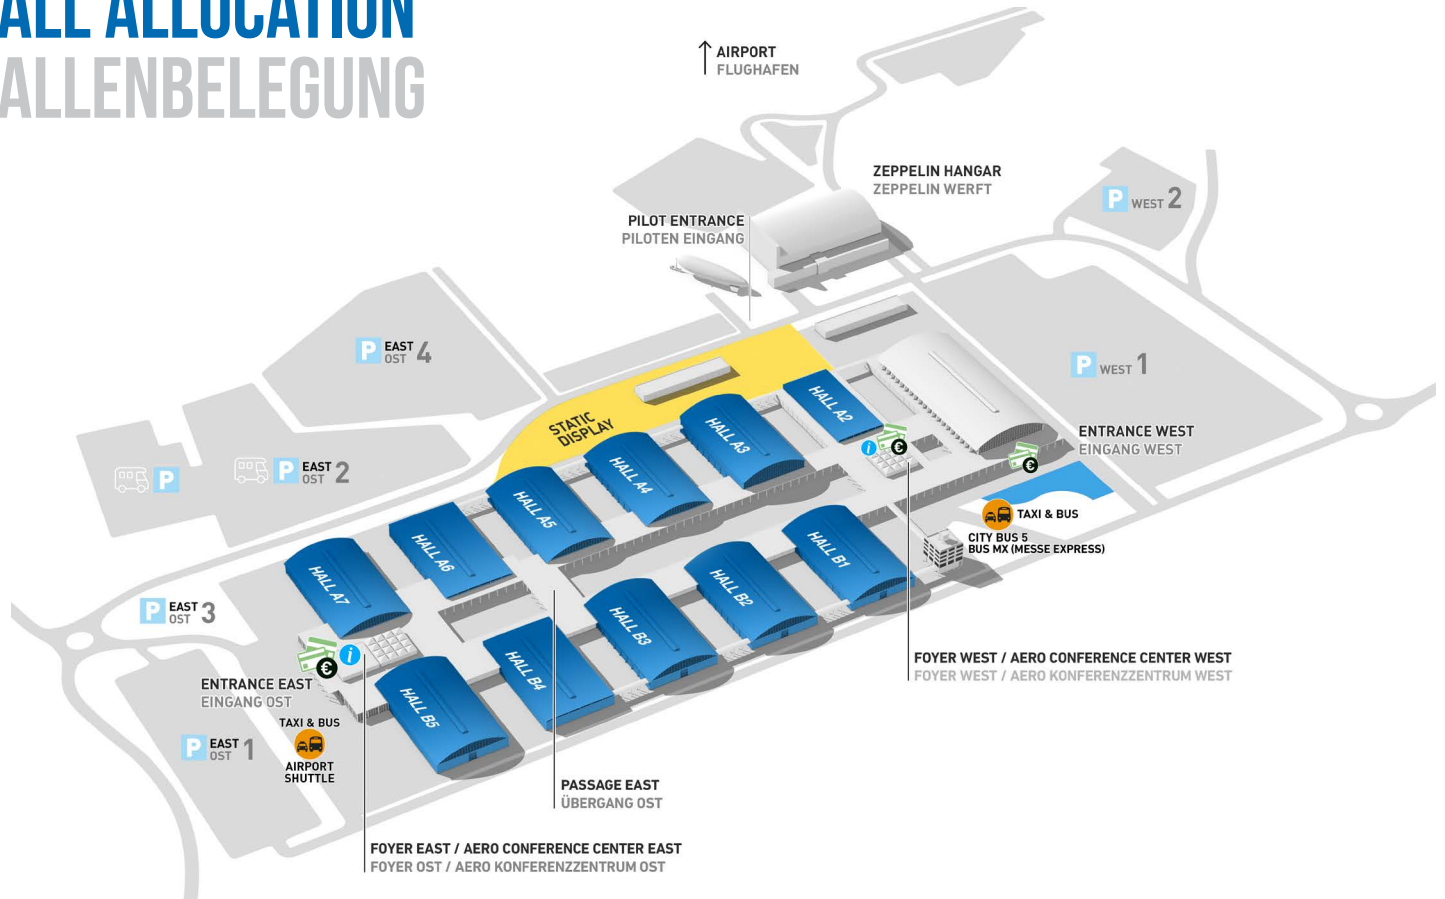 ALL ALLOCATION
ALLENBELEGUNG
AIRPORT
FLUGHAFEN
ZEPPELIN HANGAR
ZEPPELIN WERFT
P WEST 2
PILOT ENTRANCE
PILOTEN EINGANG
P EAST 4
OST
P WEST 1
STATIC
DISPLAY
HALL A2
HALL A3
HALL A4
HALL A5
HALL A6
HALL A7
ENTRANCE WEST
EINGANG WEST
P
P EAST 2
OST
i €
€
TAXI & BUS
CITY BUS 5
BUS MX (MESSE EXPRESS)
HALL B1
HALL B2
HALL B3
HALL B4
HALL B5
P EAST 3
OST
€ i
ENTRANCE EAST
EINGANG OST
FOYER WEST / AERO CONFERENCE CENTER WEST
FOYER WEST / AERO KONFERENZZENTRUM WEST
TAXI & BUS
P EAST 1
OST
AIRPORT
SHUTTLE
PASSAGE EAST
ÜBERGANG OST
FOYER EAST / AERO CONFERENCE CENTER EAST
FOYER OST / AERO KONFERENZZENTRUM OST